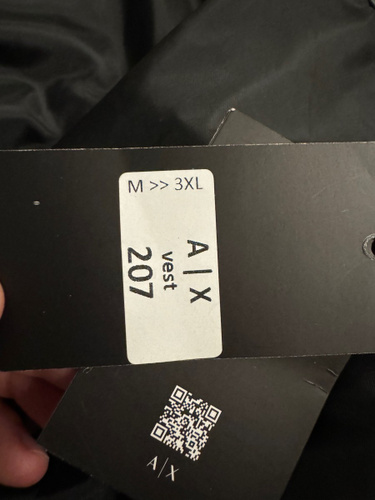 M >> 3XL
A|X
vest
207
A|X